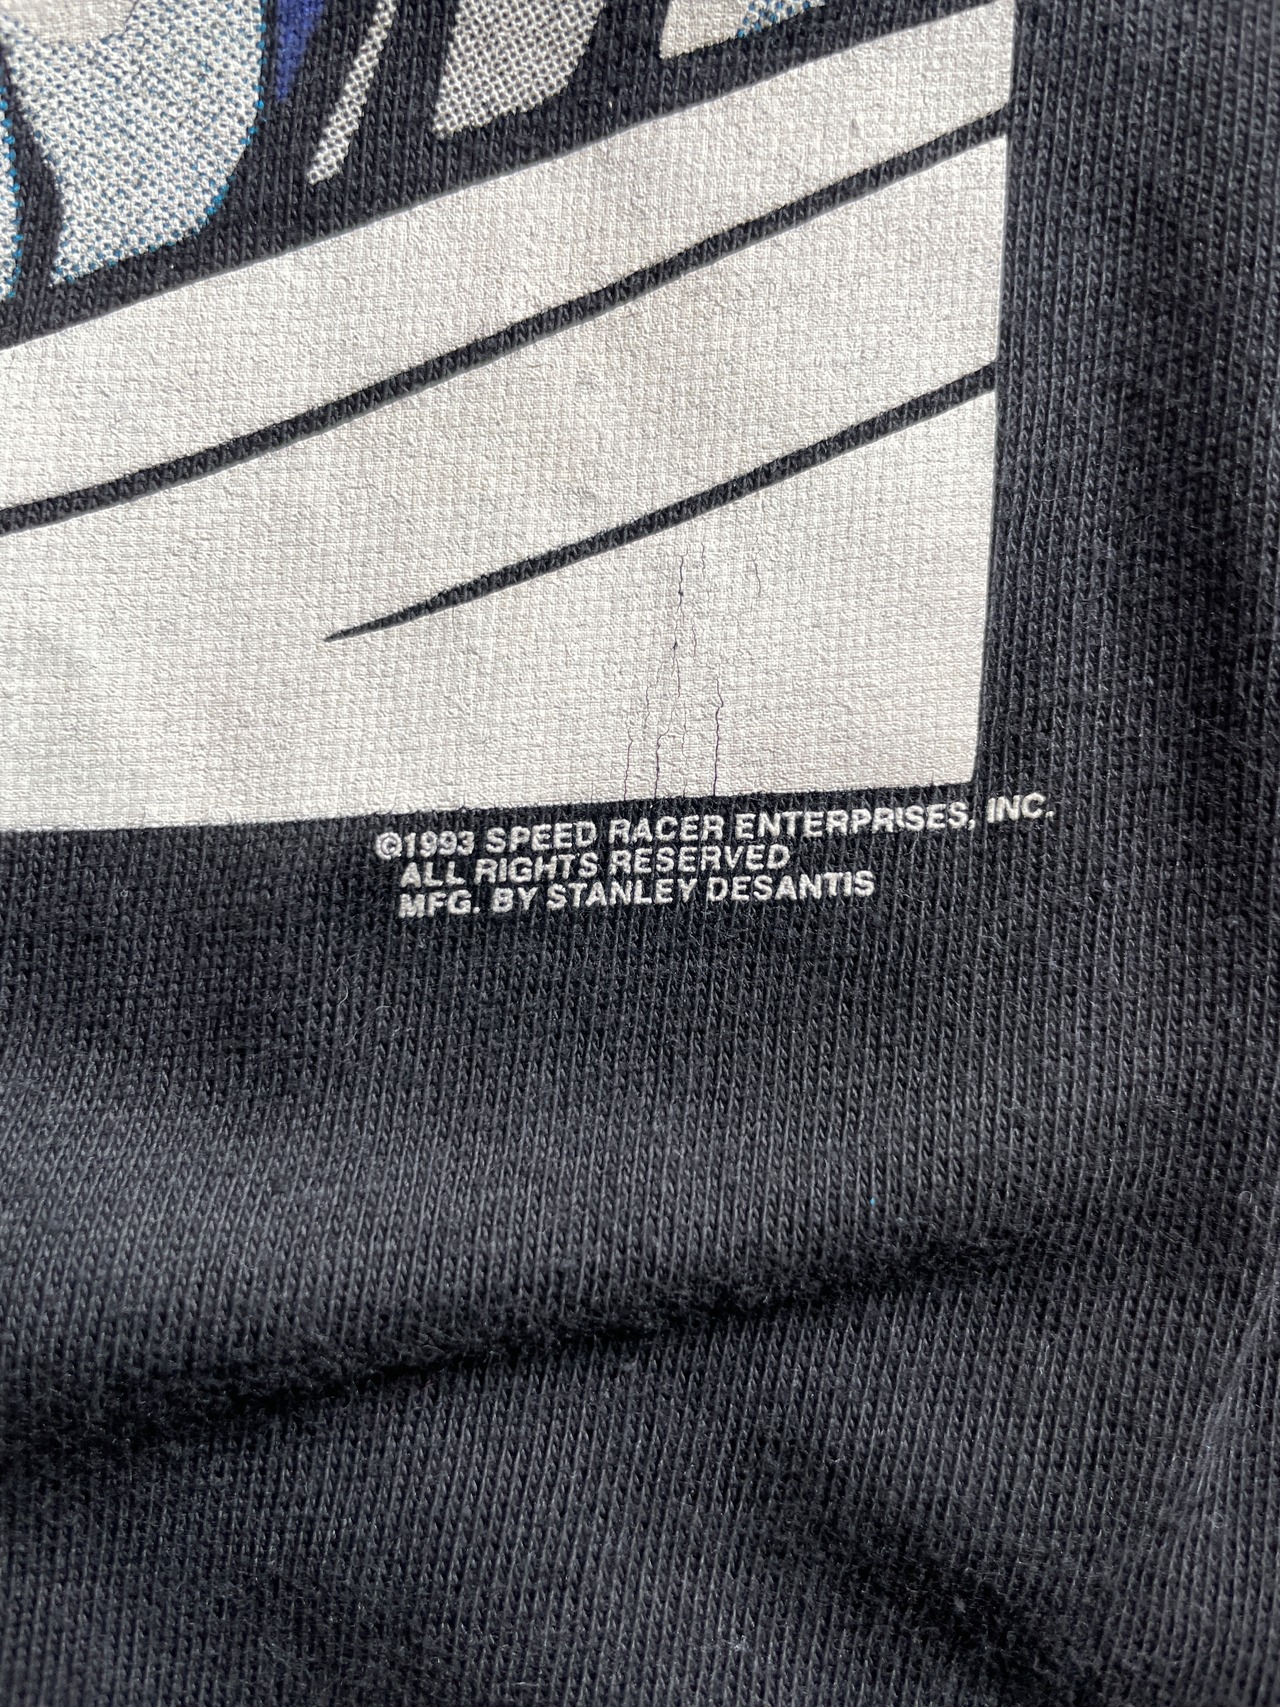 ©1993 SPEED RACER ENTERPRISES, INC.
ALL RIGHTS RESERVED
MFG. BY STANLEY DESANTIS